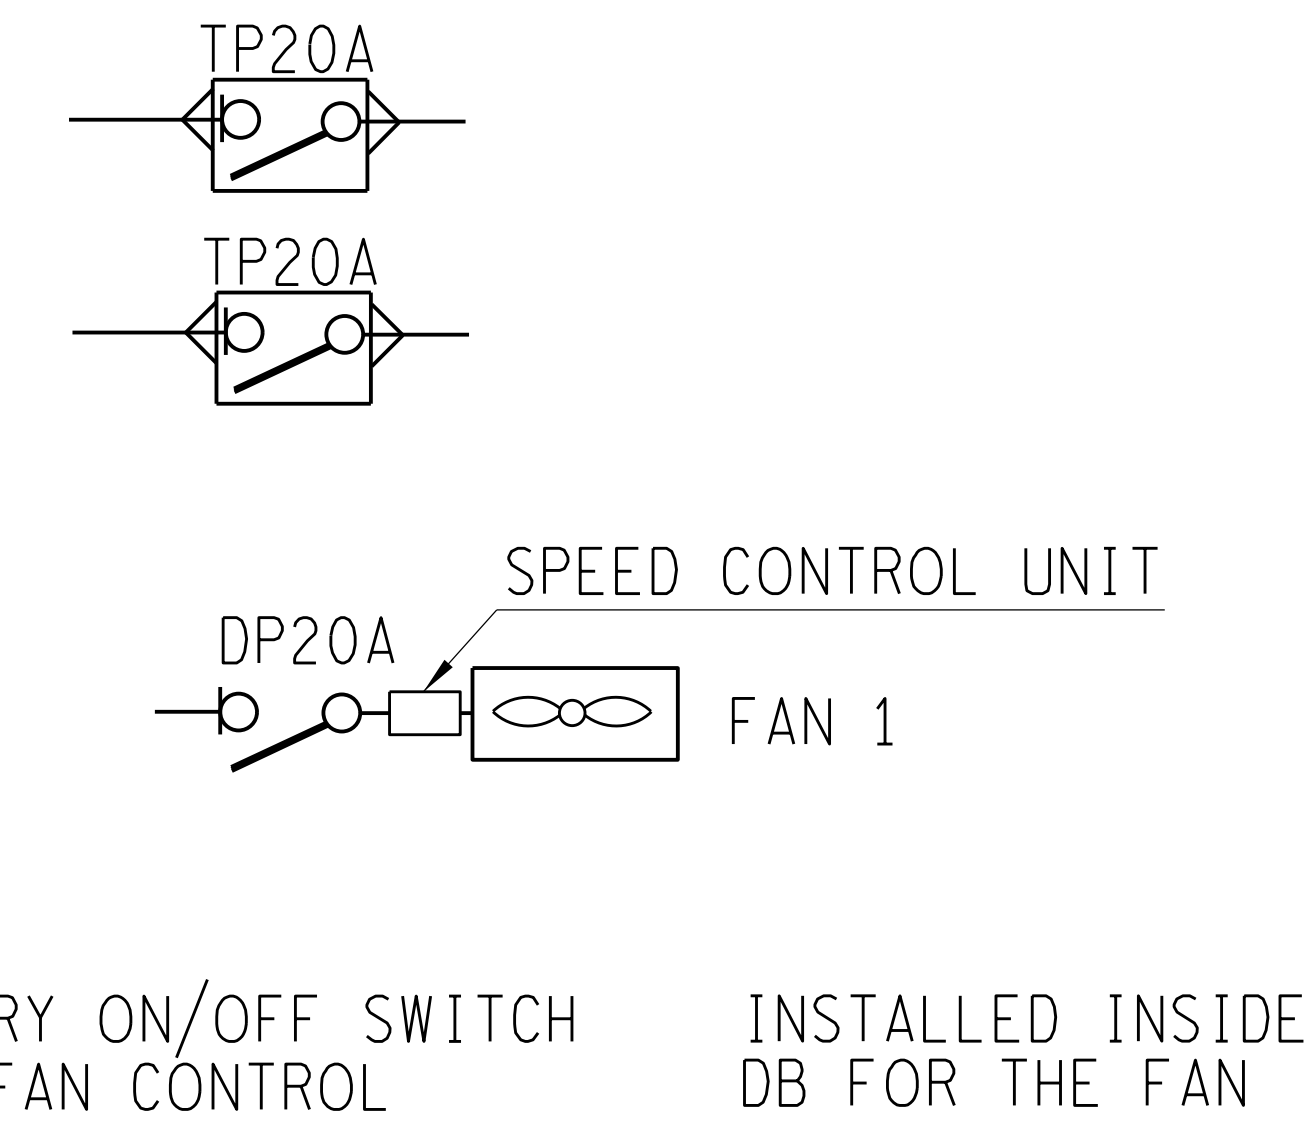 TP20A
TP20A
SPEED CONTROL UNIT
DP20A
FAN 1
RY ON/OFF SWITCH
FAN CONTROL
INSTALLED INSIDE
DB FOR THE FAN